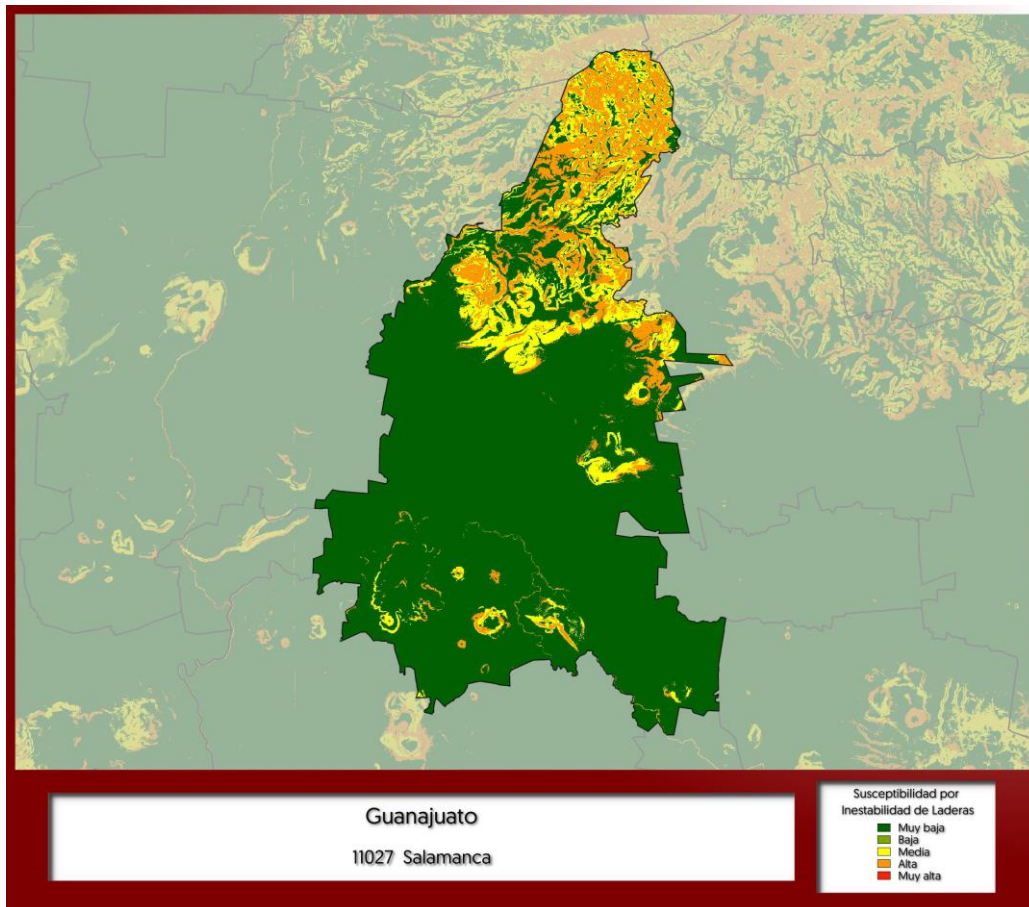 Guanajuato
11027 Salamanca
Susceptibilidad por
Inestabilidad de Laderas
Muy baja
Baja
Media
Alta
Muy alta